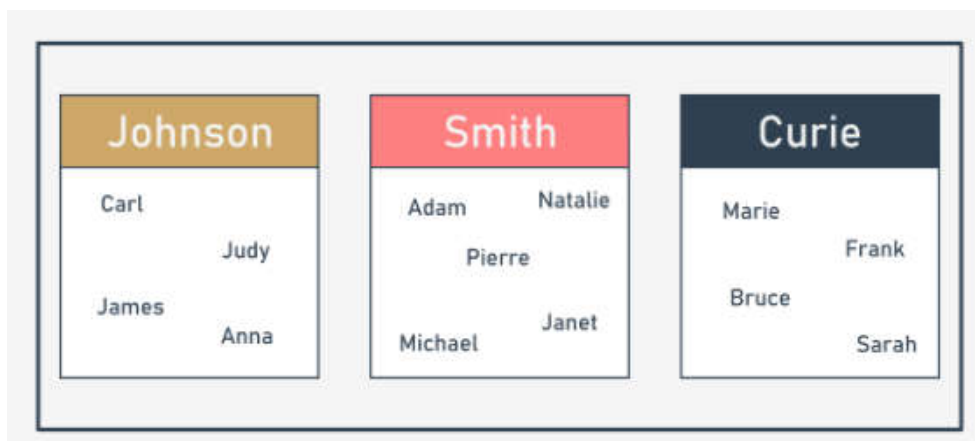 Johnson
Carl
Judy
James
Anna
Smith
Adam
Natalie
Pierre
Janet
Michael
Curie
Marie
Frank
Bruce
Sarah